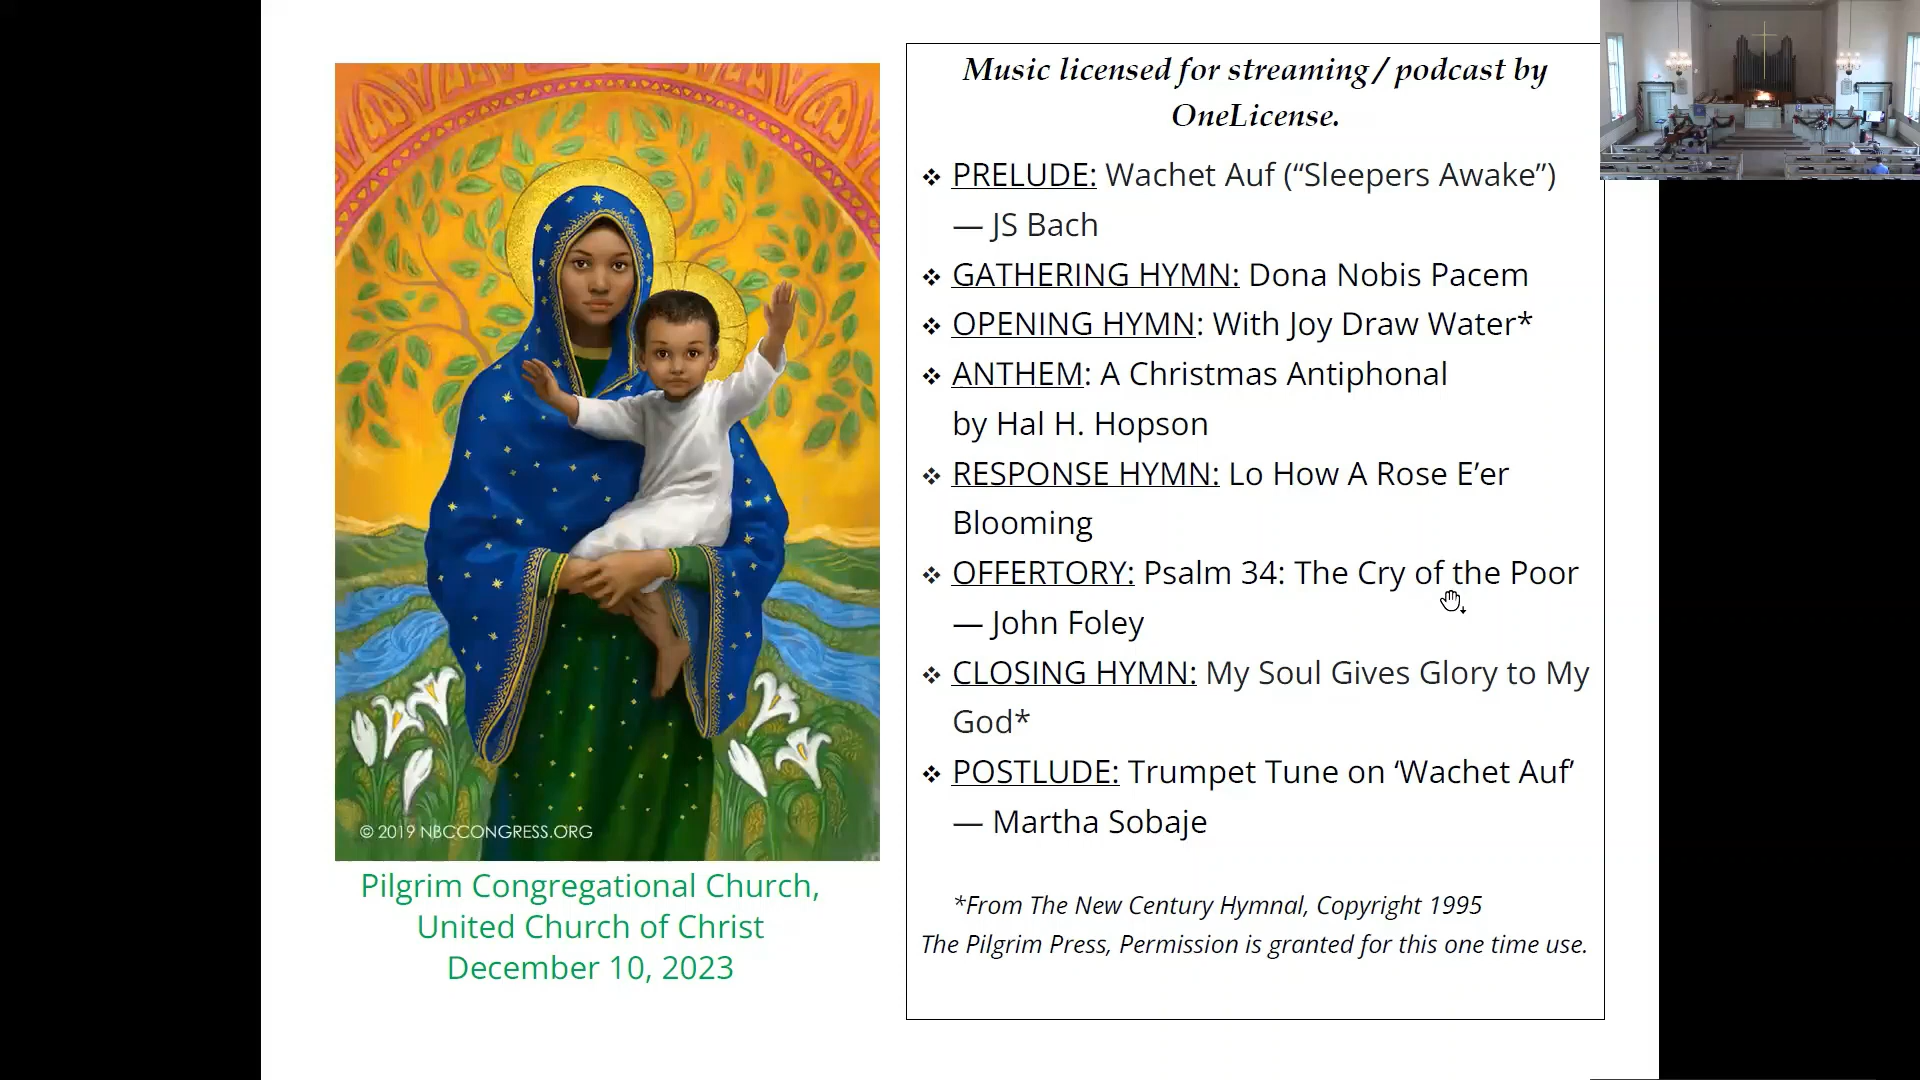 Music licensed for streaming / podcast by
OneLicense.
❖ PRELUDE: Wachet Auf (“Sleepers Awake”)
— JS Bach
❖ GATHERING HYMN: Dona Nobis Pacem
❖ OPENING HYMN: With Joy Draw Water*
❖ ANTHEM: A Christmas Antiphonal
by Hal H. Hopson
❖ RESPONSE HYMN: Lo How A Rose E’er
Blooming
❖ OFFERTORY: Psalm 34: The Cry of the Poor
— John Foley
❖ CLOSING HYMN: My Soul Gives Glory to My
God*
❖ POSTLUDE: Trumpet Tune on ‘Wachet Auf’
— Martha Sobaje
*From The New Century Hymnal, Copyright 1995
The Pilgrim Press, Permission is granted for this one time use.
© 2019 NBCCONGRESS.ORG
Pilgrim Congregational Church,
United Church of Christ
December 10, 2023